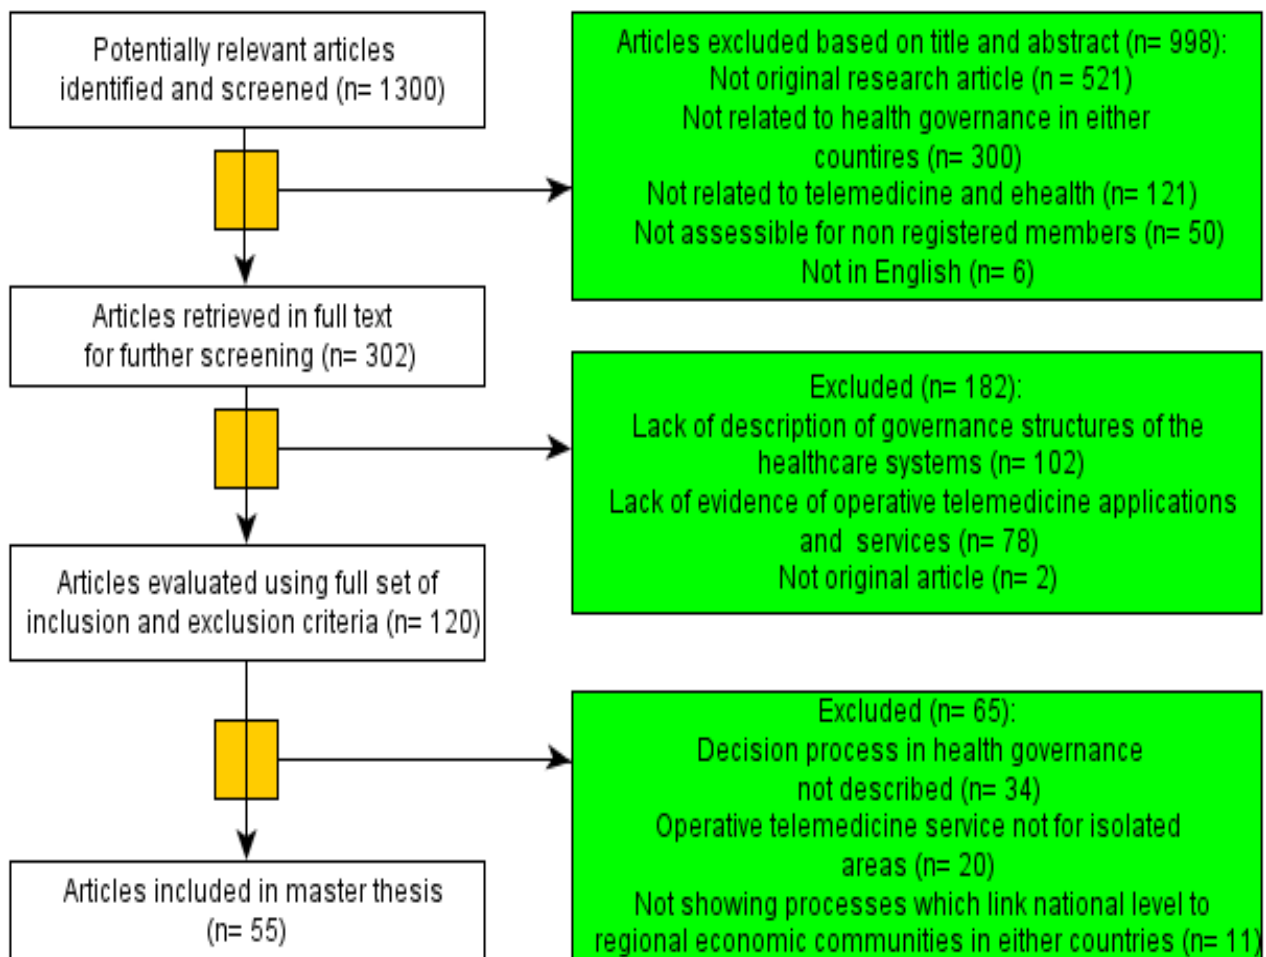 Potentially relevant articles
identified and screened (n= 1300)
Articles excluded based on title and abstract (n= 998):
Not original research article (n = 521)
Not related to health governance in either
countires (n= 300)
Not related to telemedicine and ehealth (n= 121)
Not assessible for non registered members (n= 50)
Not in English (n= 6)
Articles retrieved in full text
for further screening (n= 302)
Excluded (n= 182):
Lack of description of governance structures of the
healthcare systems (n= 102)
Lack of evidence of operative telemedicine applications
and services (n= 78)
Not original article (n= 2)
Articles evaluated using full set of
inclusion and exclusion criteria (n= 120)
Excluded (n= 65):
Decision process in health governance
not described (n= 34)
Operative telemedicine service not for isolated
areas (n= 20)
Not showing processes which link national level to
regional economic communities in either countries (n= 11)
Articles included in master thesis
(n= 55)